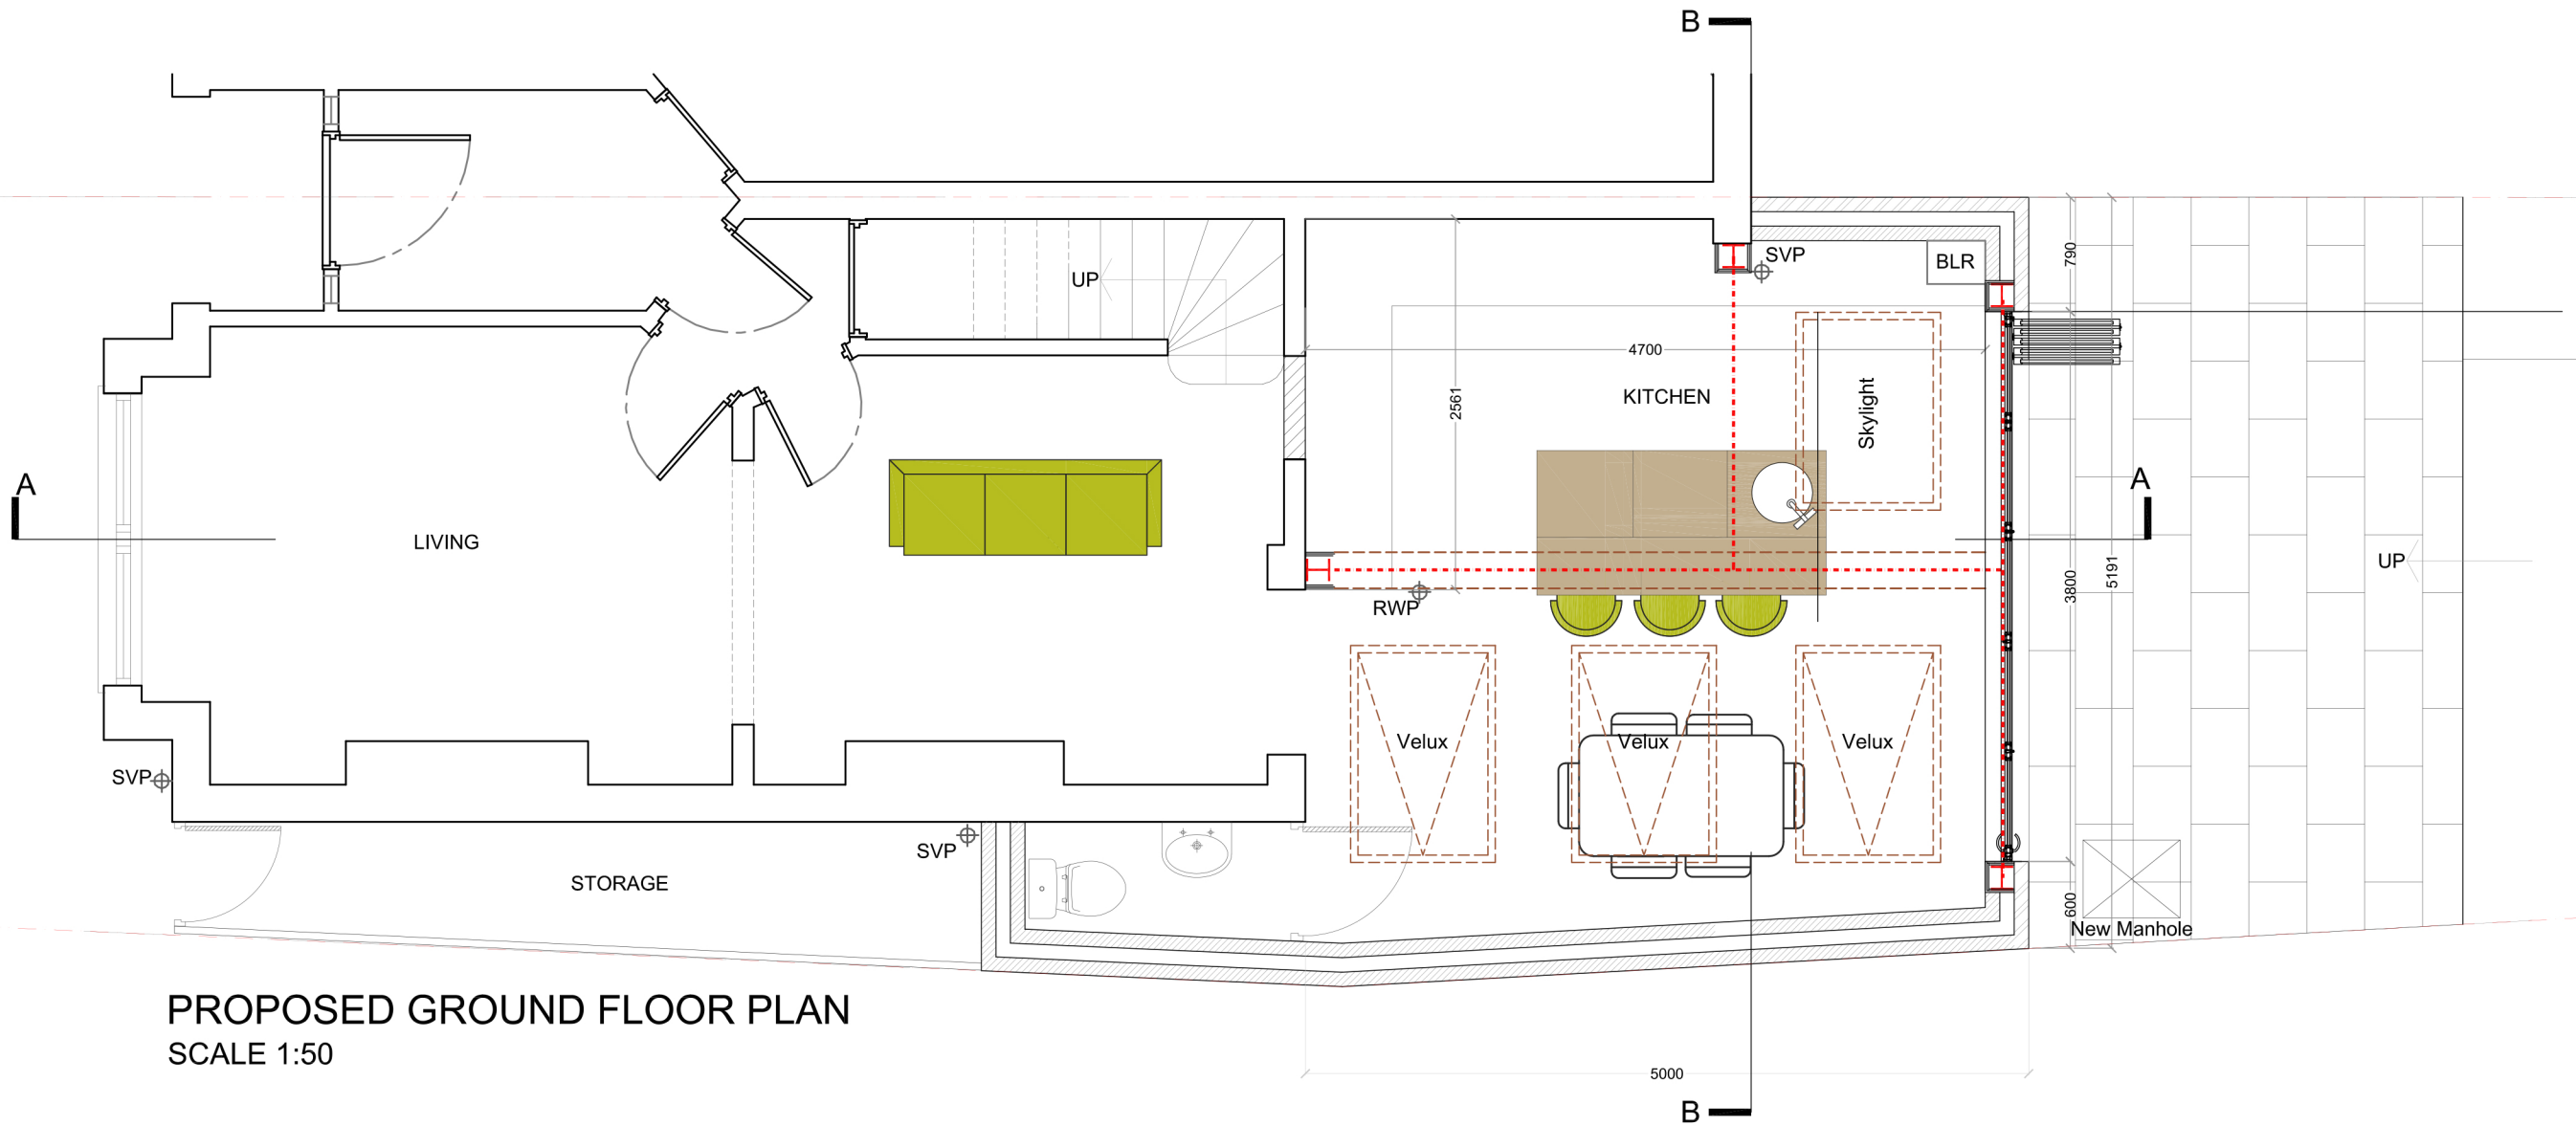 B
SVP
790
BLR
UP
4700
KITCHEN
2561
Skylight
A
A
LIVING
5191
UP
3800
RWP
Velux
Velux
Velux
SVP
SVP
STORAGE
600
New Manhole
PROPOSED GROUND FLOOR PLAN
SCALE 1:50
5000
B